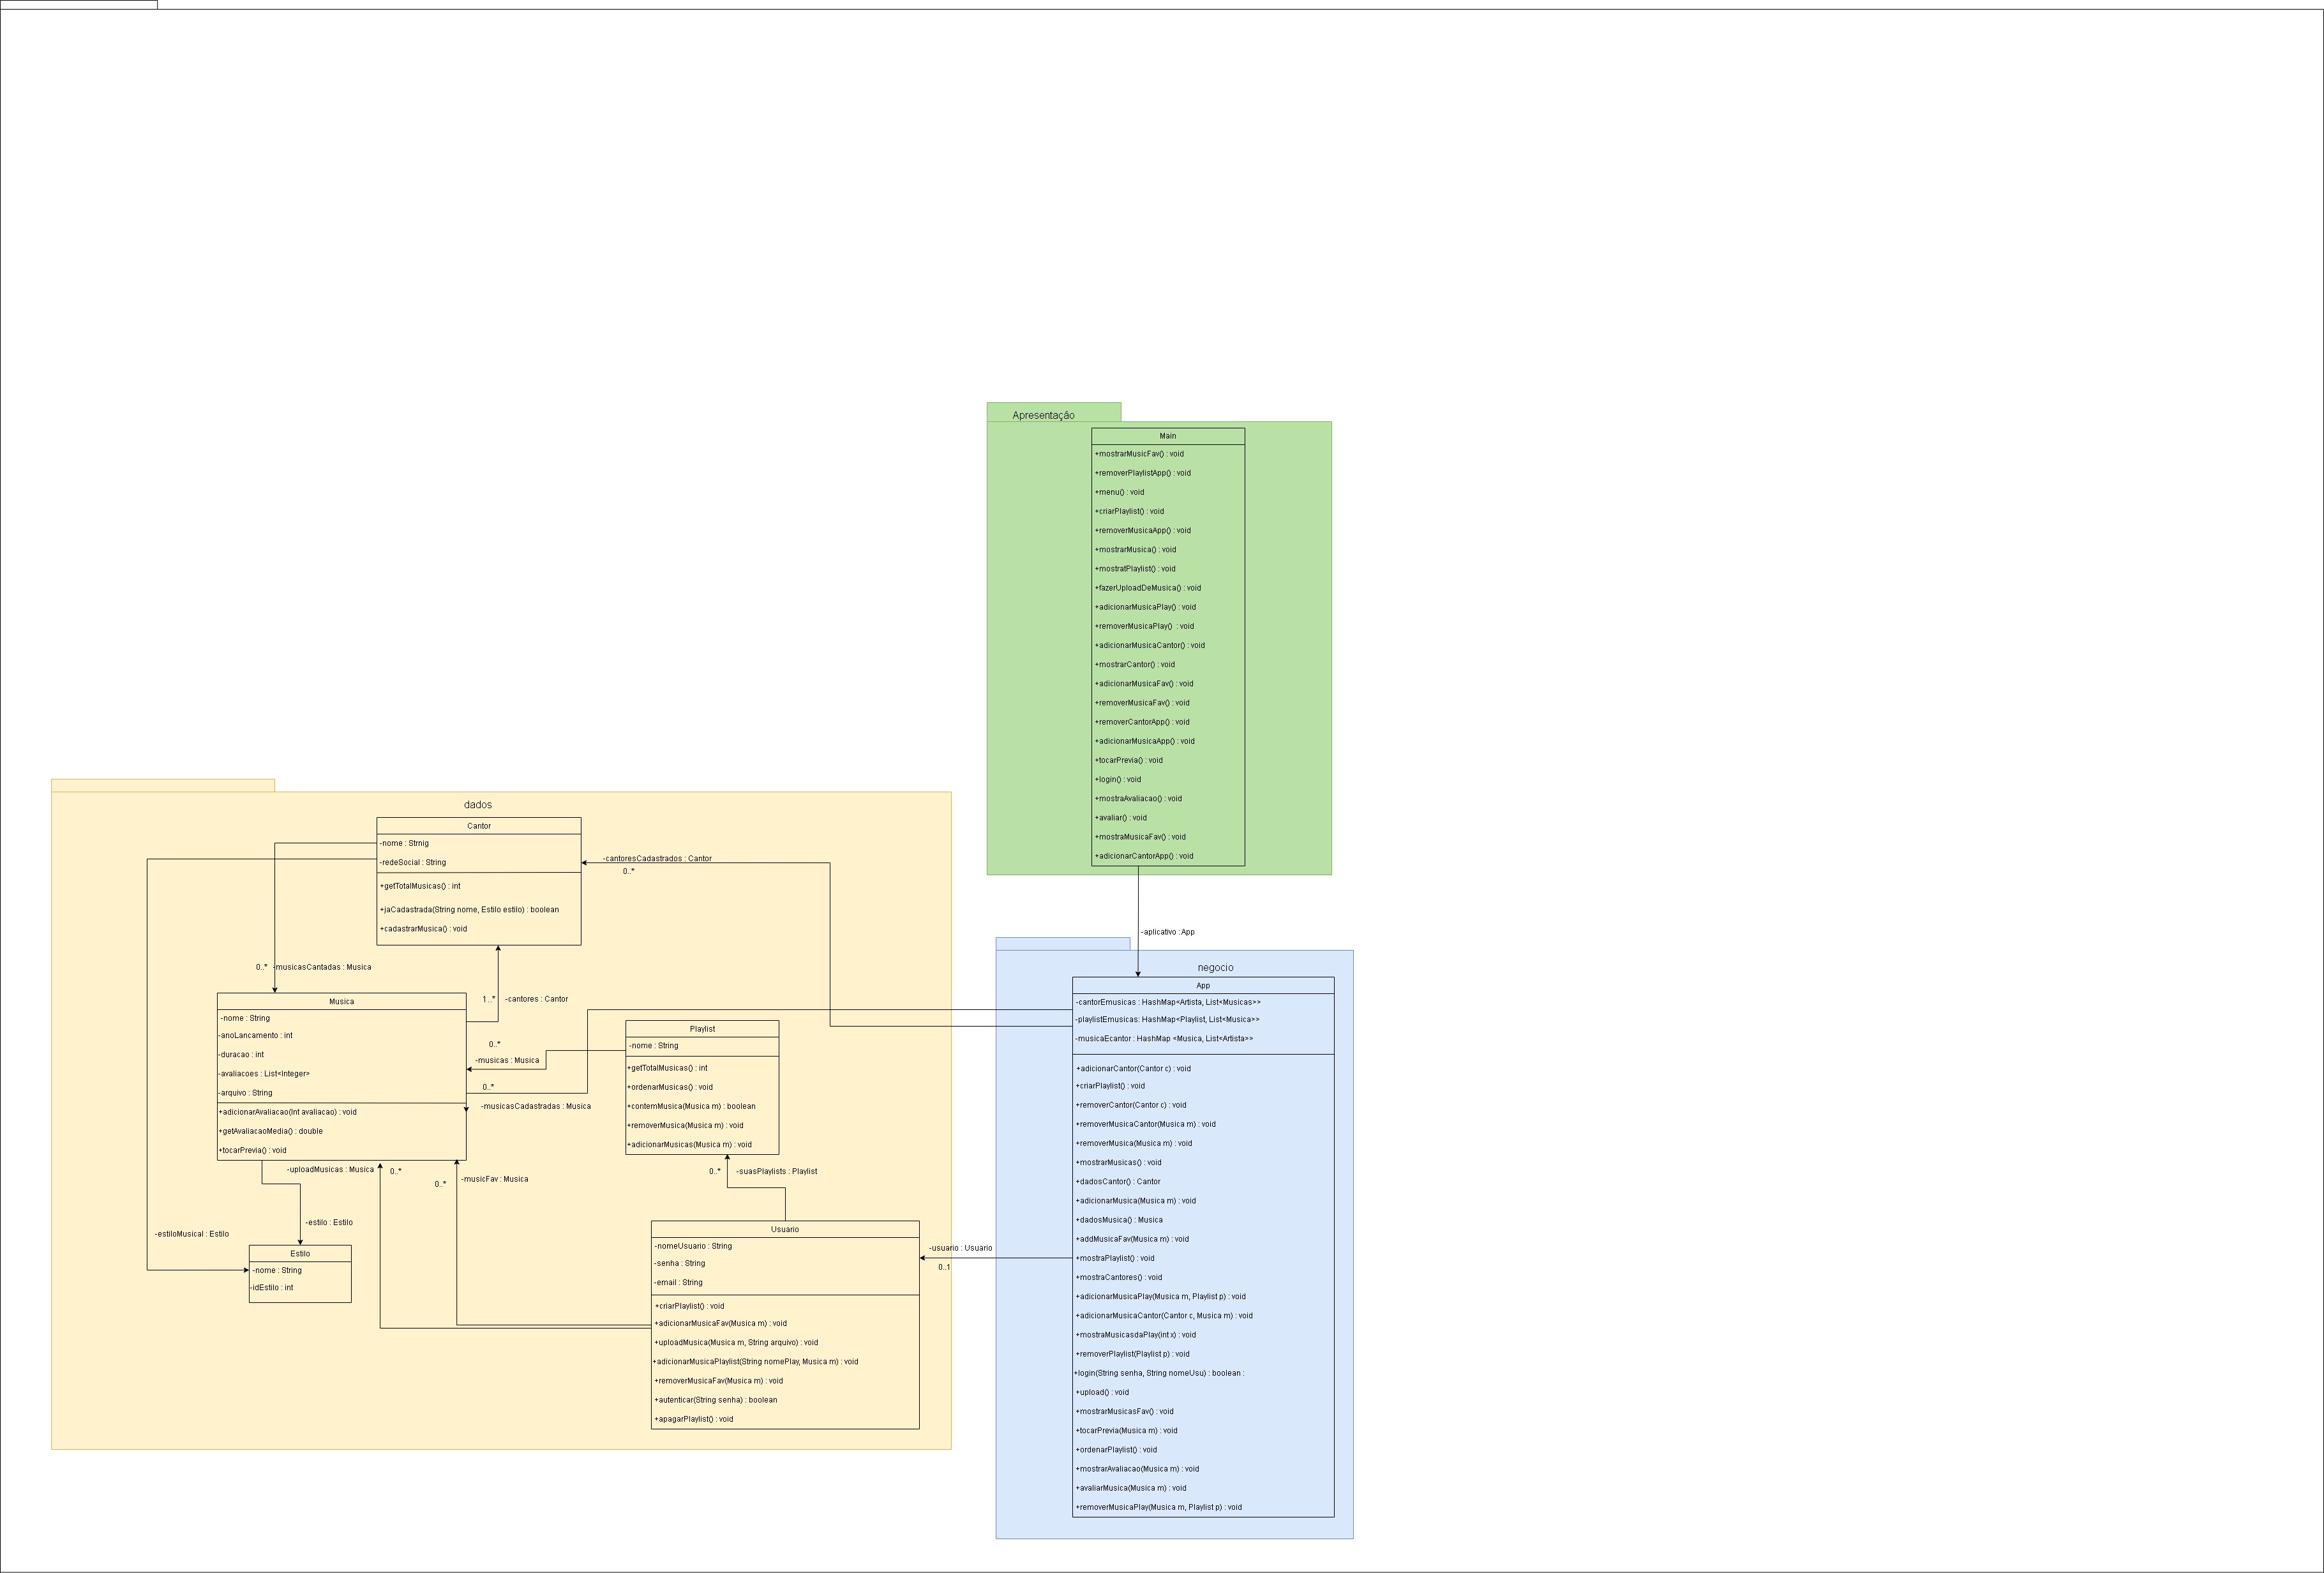 Apresentação
Main
+mostrarMusicFav() : void
+removerPlaylistApp() : void
+menu() : void
+criarPlaylist() : void
+removerMusicaApp() : void
+mostrarMusica() : void
+mostratPlaylist() : void
+fazerUploadDeMusica() : void
+adicionarMusicaPlay() : void
+removerMusicaPlay() : void
+adicionarMusicaCantor() : void
+mostrarCantor() : void
+adicionarMusicaFav() : void
+removerMusicaFav() : void
+removerCantorApp() : void
+adicionarMusicaApp() : void
+tocarPrevia() : void
+login() : void
+mostraAvaliacao() : void
+avaliar() : void
+mostraMusicaFav() : void
+adicionarCantorApp() : void
-aplicativo : App
dados
Cantor
-nome : Strnig
-redeSocial : String
+getTotalMusicas() : int
+jaCadastrada(String nome, Estilo estilo) : boolean
+cadastrarMusica() : void
-cantoresCadastrados : Cantor
0..*
0..*
-musicasCantadas : Musica
1..*
-cantores : Cantor
Musica
-nome : String
-anoLancamento : int
-duracao : int
-avaliacoes : List<Integer>
-arquivo : String
+adicionarAvaliacao(Int avaliacao) : void
+getAvaliacaoMedia() : double
+tocarPrevia() : void
0..*
-musicas : Musica
0..*
-musicasCadastradas : Musica
Playlist
-nome : String
+getTotalMusicas() : int
+ordenarMusicas() : void
+contemMusica(Musica m) : boolean
+removerMusica(Musica m) : void
+adicionarMusicas(Musica m) : void
-uploadMusicas : Musica
0..*
0..*
-musicFav : Musica
0..*
-suasPlaylists : Playlist
-estilo : Estilo
-estiloMusical : Estilo
Estilo
-nome : String
-idEstilo : int
Usuario
-nomeUsuario : String
-senha : String
-email : String
+criarPlaylist() : void
+adicionarMusicaFav(Musica m) : void
+uploadMusica(Musica m, String arquivo) : void
+adicionarMusicaPlaylist(String nomePlay, Musica m) : void
+removerMusicaFav(Musica m) : void
+autenticar(String senha) : boolean
+apagarPlaylist() : void
-usuario : Usuario
0..1
negocio
App
-cantorEmusicas : HashMap<Artista, List<Musicas>>
-playlistEmusicas: HashMap<Playlist, List<Musica>>
-musicaEcantor : HashMap <Musica, List<Artista>>
+adicionarCantor(Cantor c) : void
+criarPlaylist() : void
+removerCantor(Cantor c) : void
+removerMusicaCantor(Musica m) : void
+removerMusica(Musica m) : void
+mostrarMusicas() : void
+dadosCantor() : Cantor
+adicionarMusica(Musica m) : void
+dadosMusica() : Musica
+addMusicaFav(Musica m) : void
+mostraPlaylist() : void
+mostraCantores() : void
+adicionarMusicaPlay(Musica m, Playlist p) : void
+adicionarMusicaCantor(Cantor c, Musica m) : void
+mostraMusicasdaPlay(int x) : void
+removerPlaylist(Playlist p) : void
+login(String senha, String nomeUsu) : boolean :
+upload() : void
+mostrarMusicasFav() : void
+tocarPrevia(Musica m) : void
+ordenarPlaylist() : void
+mostrarAvaliacao(Musica m) : void
+avaliarMusica(Musica m) : void
+removerMusicaPlay(Musica m, Playlist p) : void